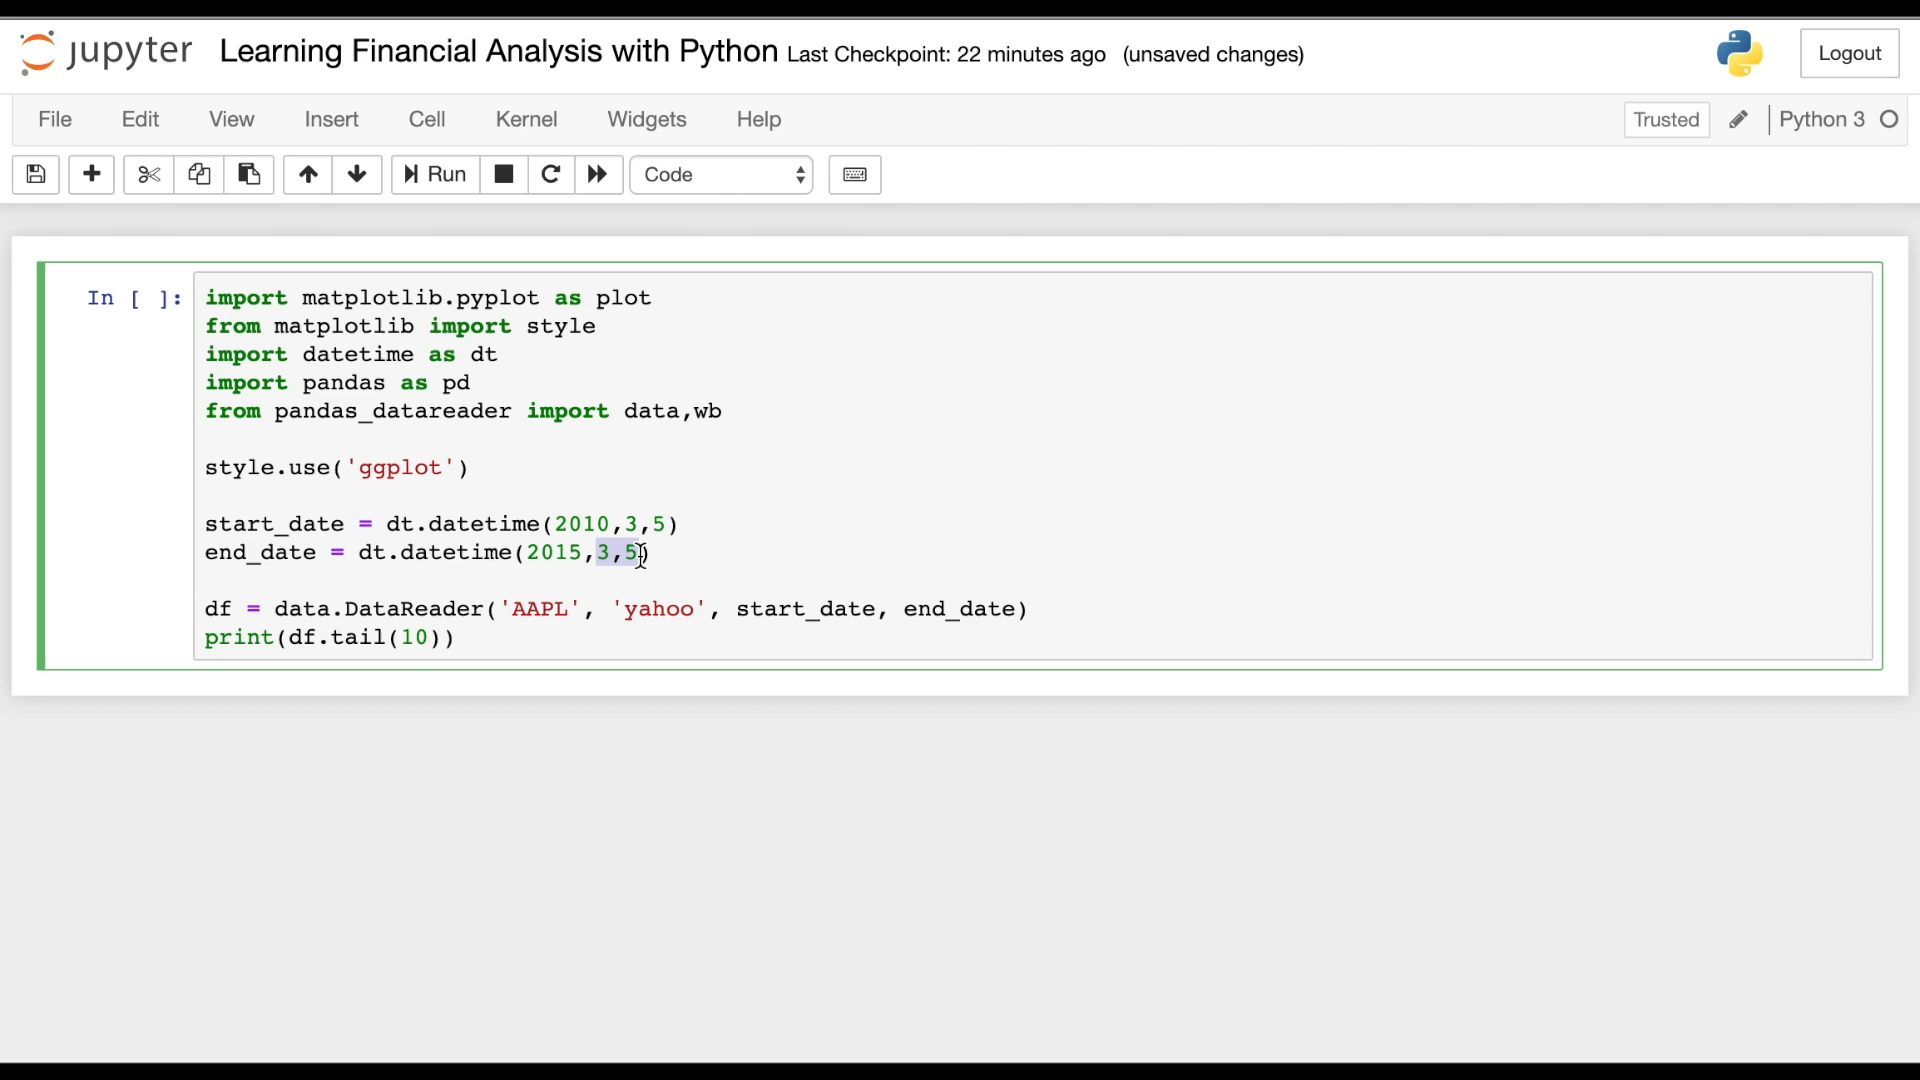 jupyter Learning Financial Analysis with Python Last Checkpoint: 22 minutes ago (unsaved changes) Logout
File Edit View Insert Cell Kernel Widgets Help Trusted Python 3
Run Code
In [ ]: import matplotlib.pyplot as plot
from matplotlib import style
import datetime as dt
import pandas as pd
from pandas_datareader import data,wb
style.use('ggplot')
start_date = dt.datetime(2010,3,5)
end_date = dt.datetime(2015,3,5)
df = data.DataReader('AAPL', 'yahoo', start_date, end_date)
print(df.tail(10))